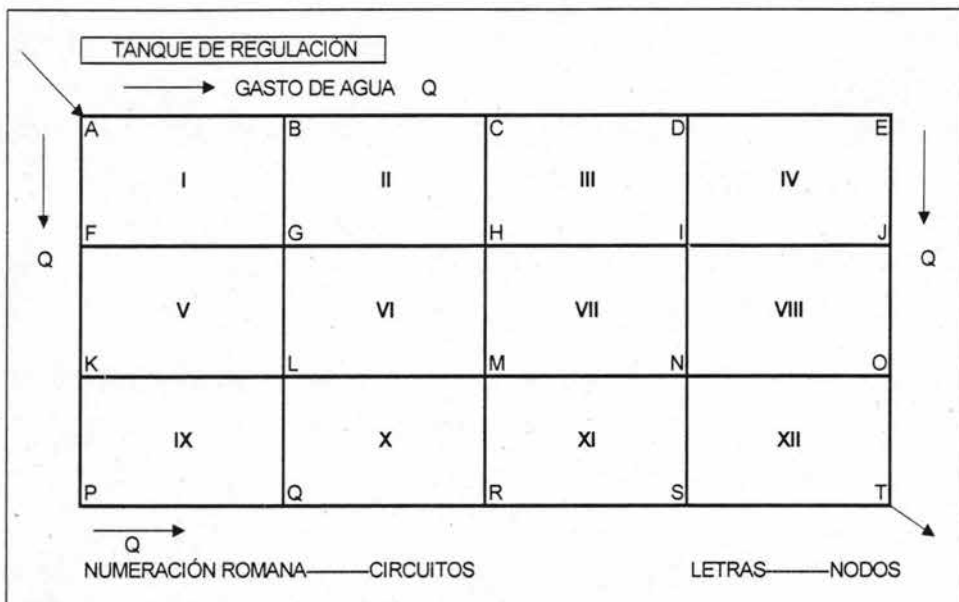 TANQUE DE REGULACIÓN
GASTO DE AGUA Q
A B C D E
I II III IV
F G H I J
Q Q
V VI VII VIII
K L M N O
IX X XI XII
P Q R S T
Q
NUMERACIÓN ROMANA————CIRCUITOS LETRAS————NODOS